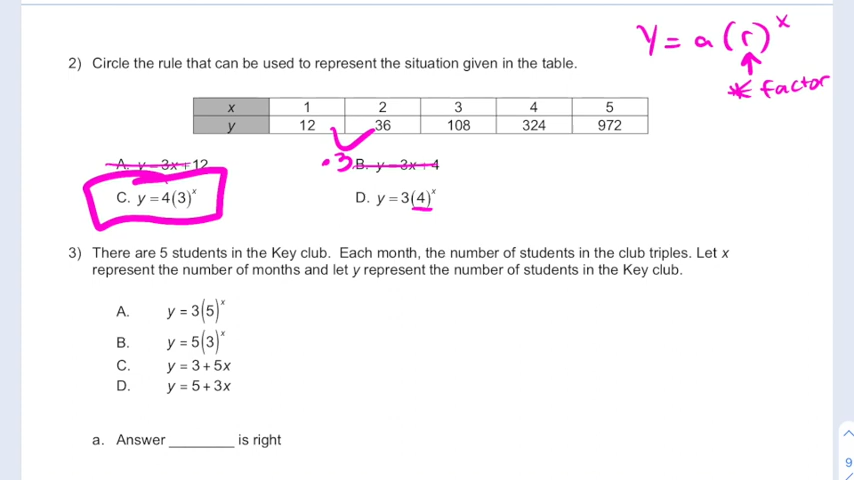 y = a(r)^x
* factor
2) Circle the rule that can be used to represent the situation given in the table.
x 1 2 3 4 5
y 12 36 108 324 972
·3
A. y = 3x + 12 B. y = 3x + 4
C. y = 4(3)^x D. y = 3(4)^x
3) There are 5 students in the Key club. Each month, the number of students in the club triples. Let x
represent the number of months and let y represent the number of students in the Key club.
A. y = 3(5)^x
B. y = 5(3)^x
C. y = 3 + 5x
D. y = 5 + 3x
a. Answer ________ is right
9